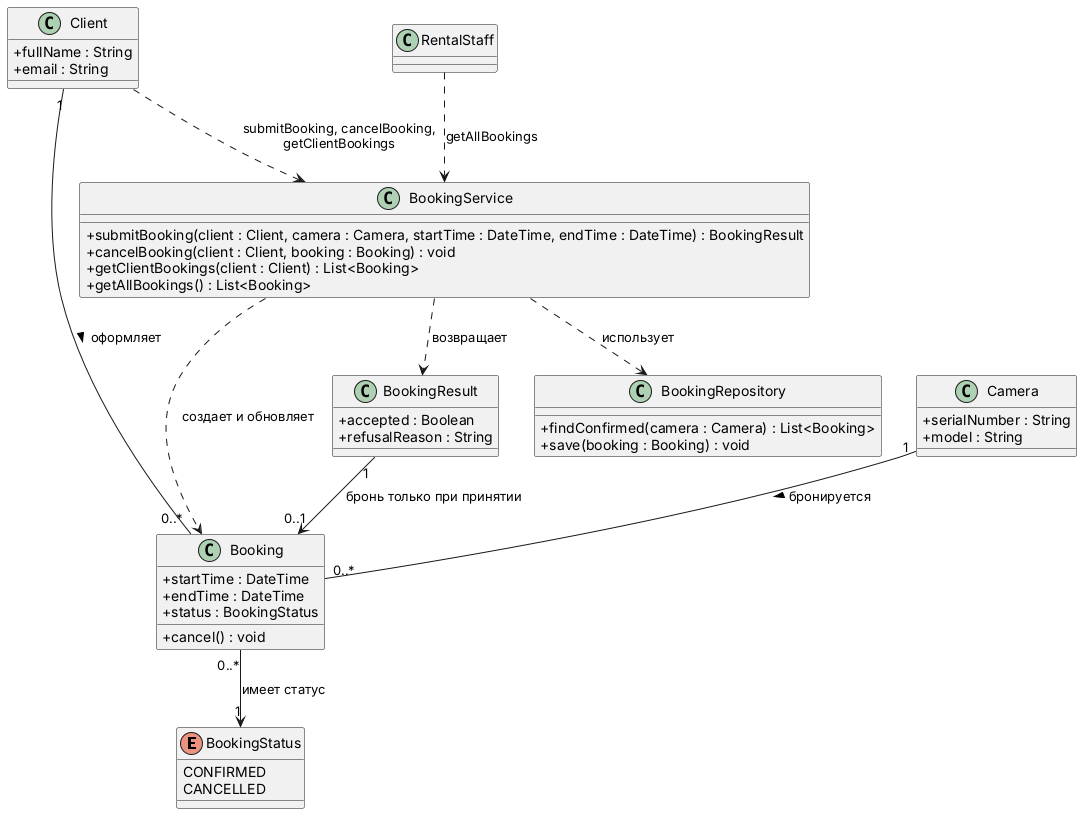 C Client
+fullName : String
+email : String
C RentalStaff
1
submitBooking, cancelBooking,
getClientBookings
getAllBookings
C BookingService
+submitBooking(client : Client, camera : Camera, startTime : DateTime, endTime : DateTime) : BookingResult
+cancelBooking(client : Client, booking : Booking) : void
+getClientBookings(client : Client) : List<Booking>
+getAllBookings() : List<Booking>
оформляет
возвращает
использует
C BookingResult
+accepted : Boolean
+refusalReason : String
C BookingRepository
+findConfirmed(camera : Camera) : List<Booking>
+save(booking : Booking) : void
C Camera
+serialNumber : String
+model : String
создает и обновляет
1
1
бронь только при принятии
бронируется
0..*
0..1
0..*
C Booking
+startTime : DateTime
+endTime : DateTime
+status : BookingStatus
+cancel() : void
0..*
имеет статус
1
E BookingStatus
CONFIRMED
CANCELLED